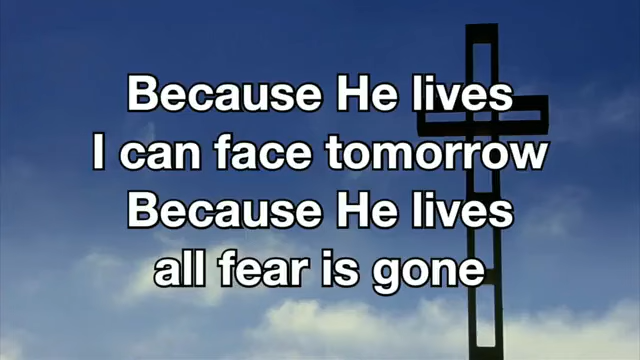 Because He lives
I can face tomorrow
Because He lives
all fear is gone